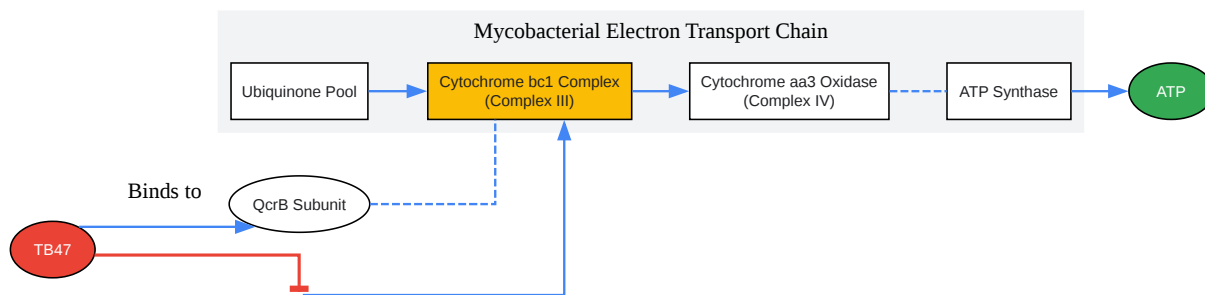 Mycobacterial Electron Transport Chain
Ubiquinone Pool
Cytochrome bc1 Complex
(Complex III)
Cytochrome aa3 Oxidase
(Complex IV)
ATP Synthase
ATP
Binds to
QcrB Subunit
TB47